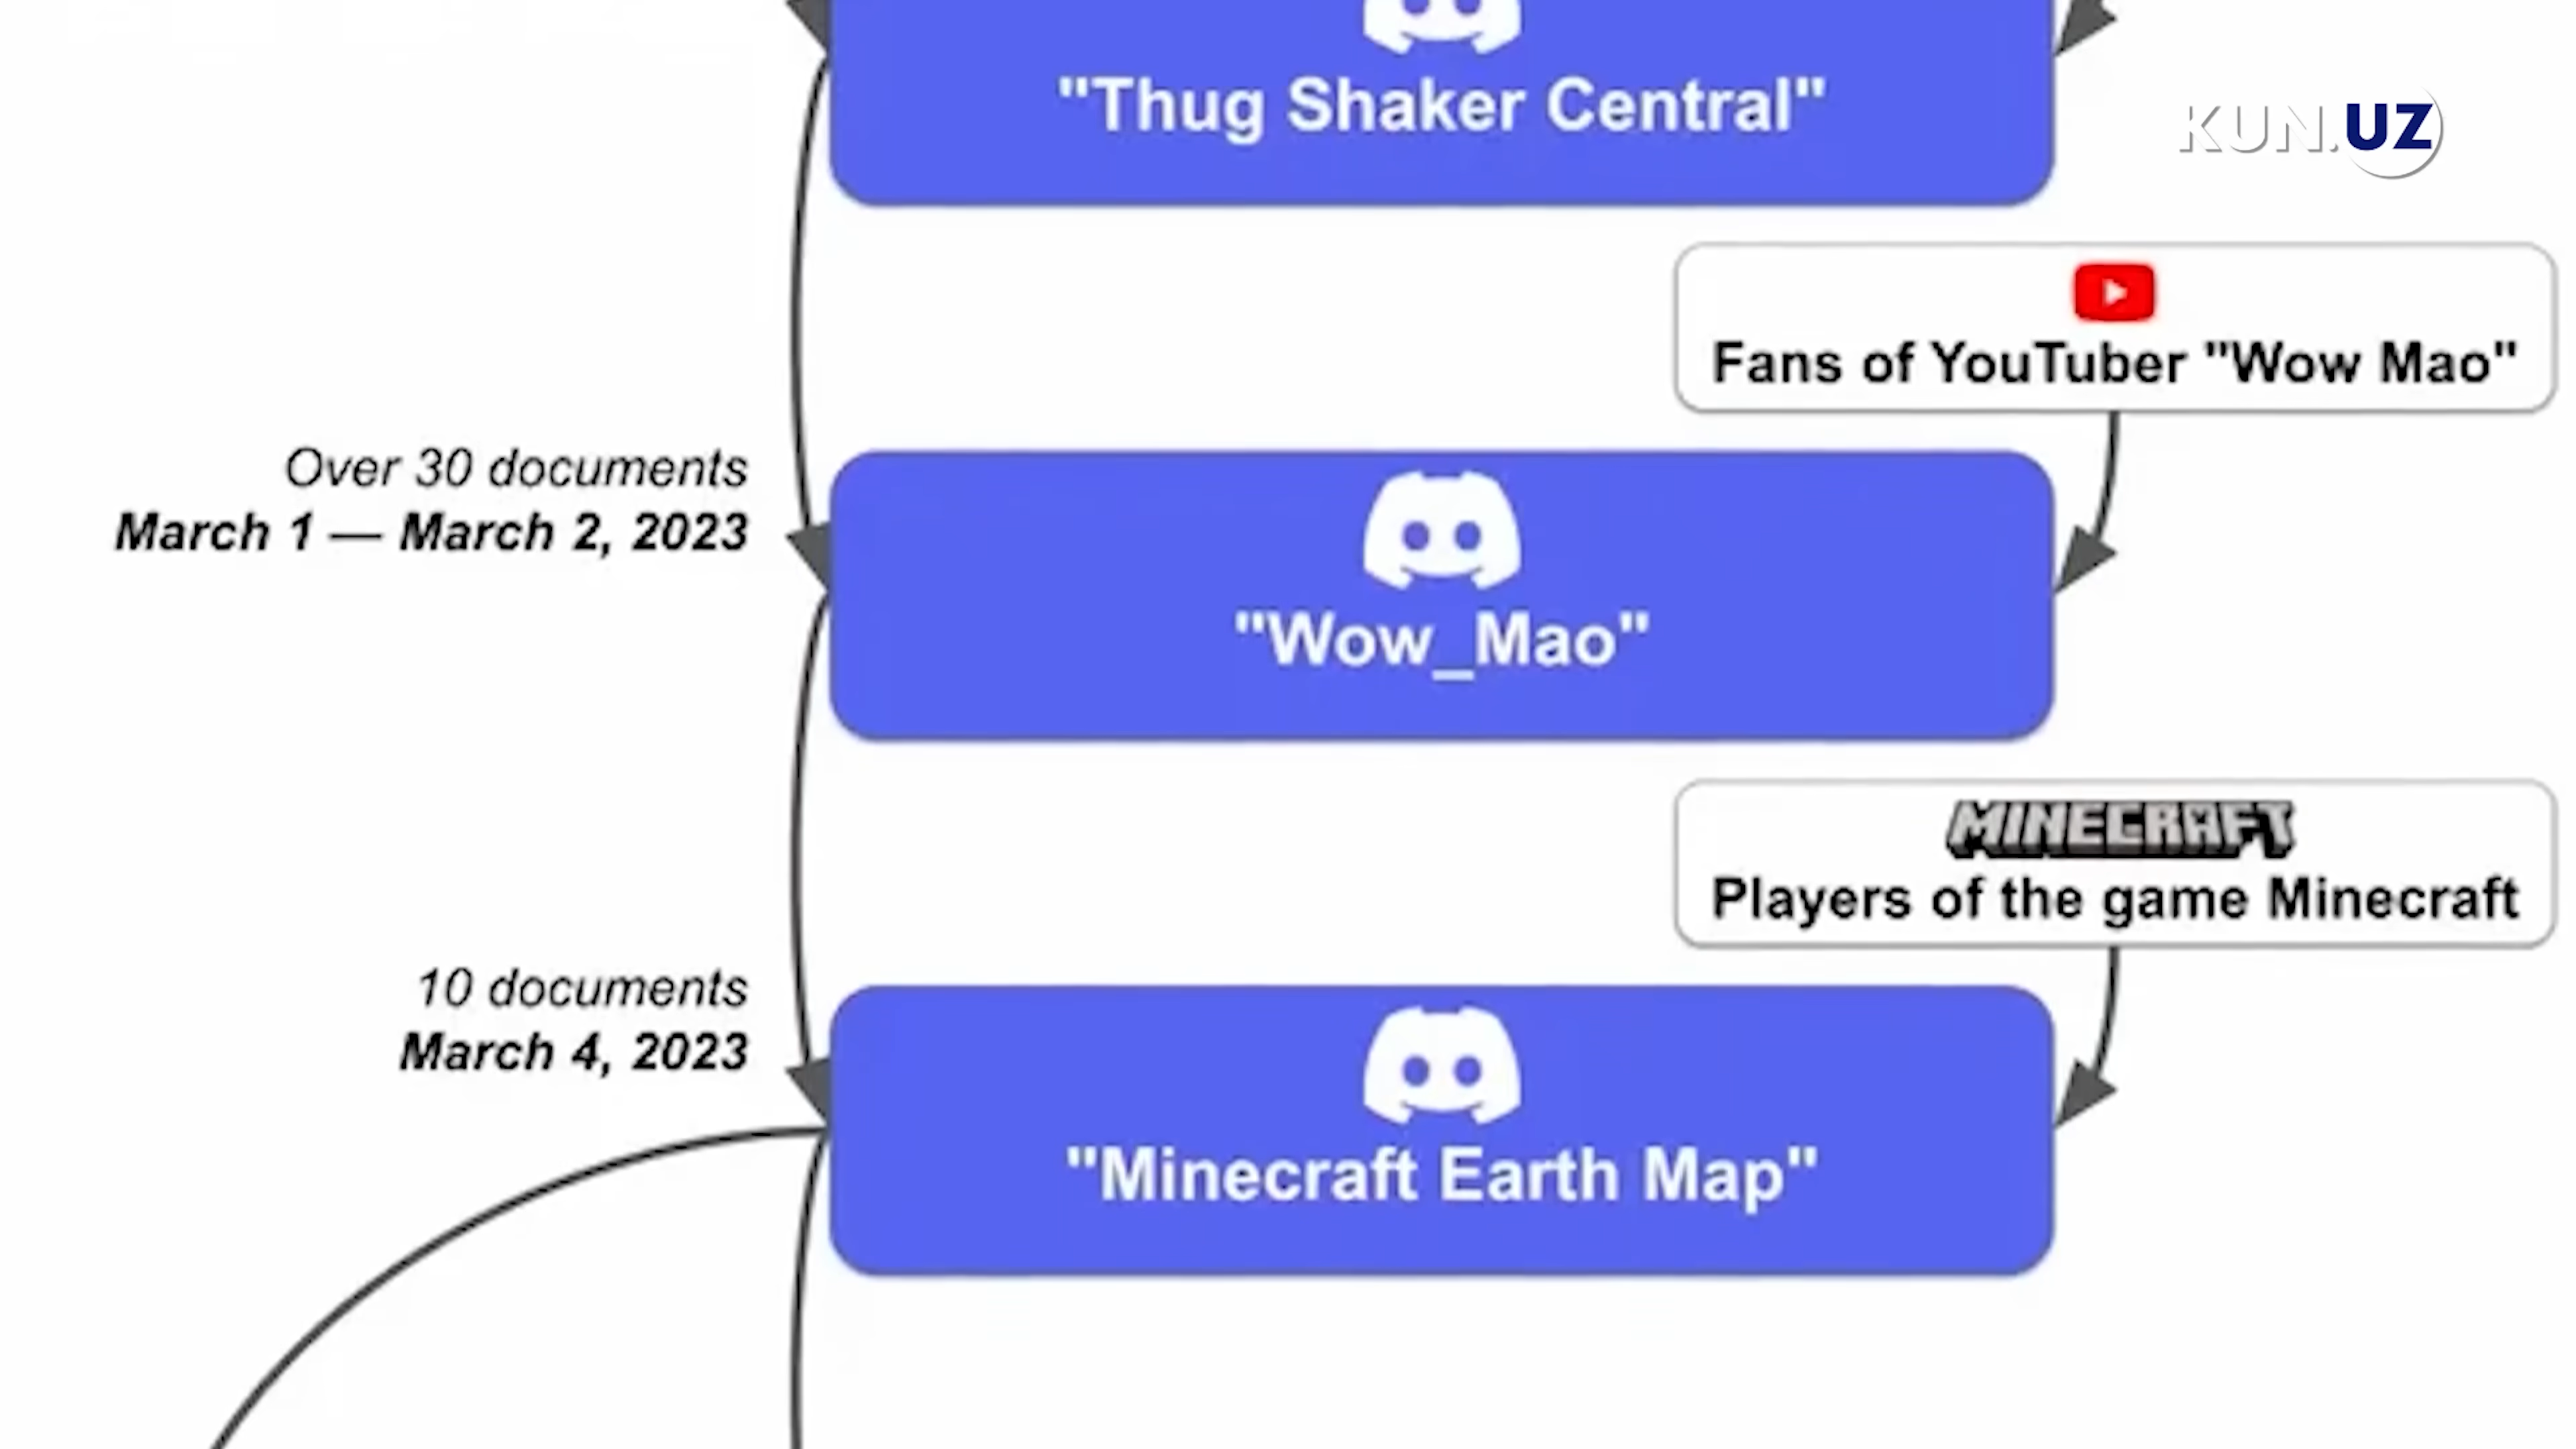 "Thug Shaker Central"
KUN.UZ
Fans of YouTuber "Wow Mao"
Over 30 documents
March 1 — March 2, 2023
"Wow_Mao"
MINECRAFT
Players of the game Minecraft
10 documents
March 4, 2023
"Minecraft Earth Map"